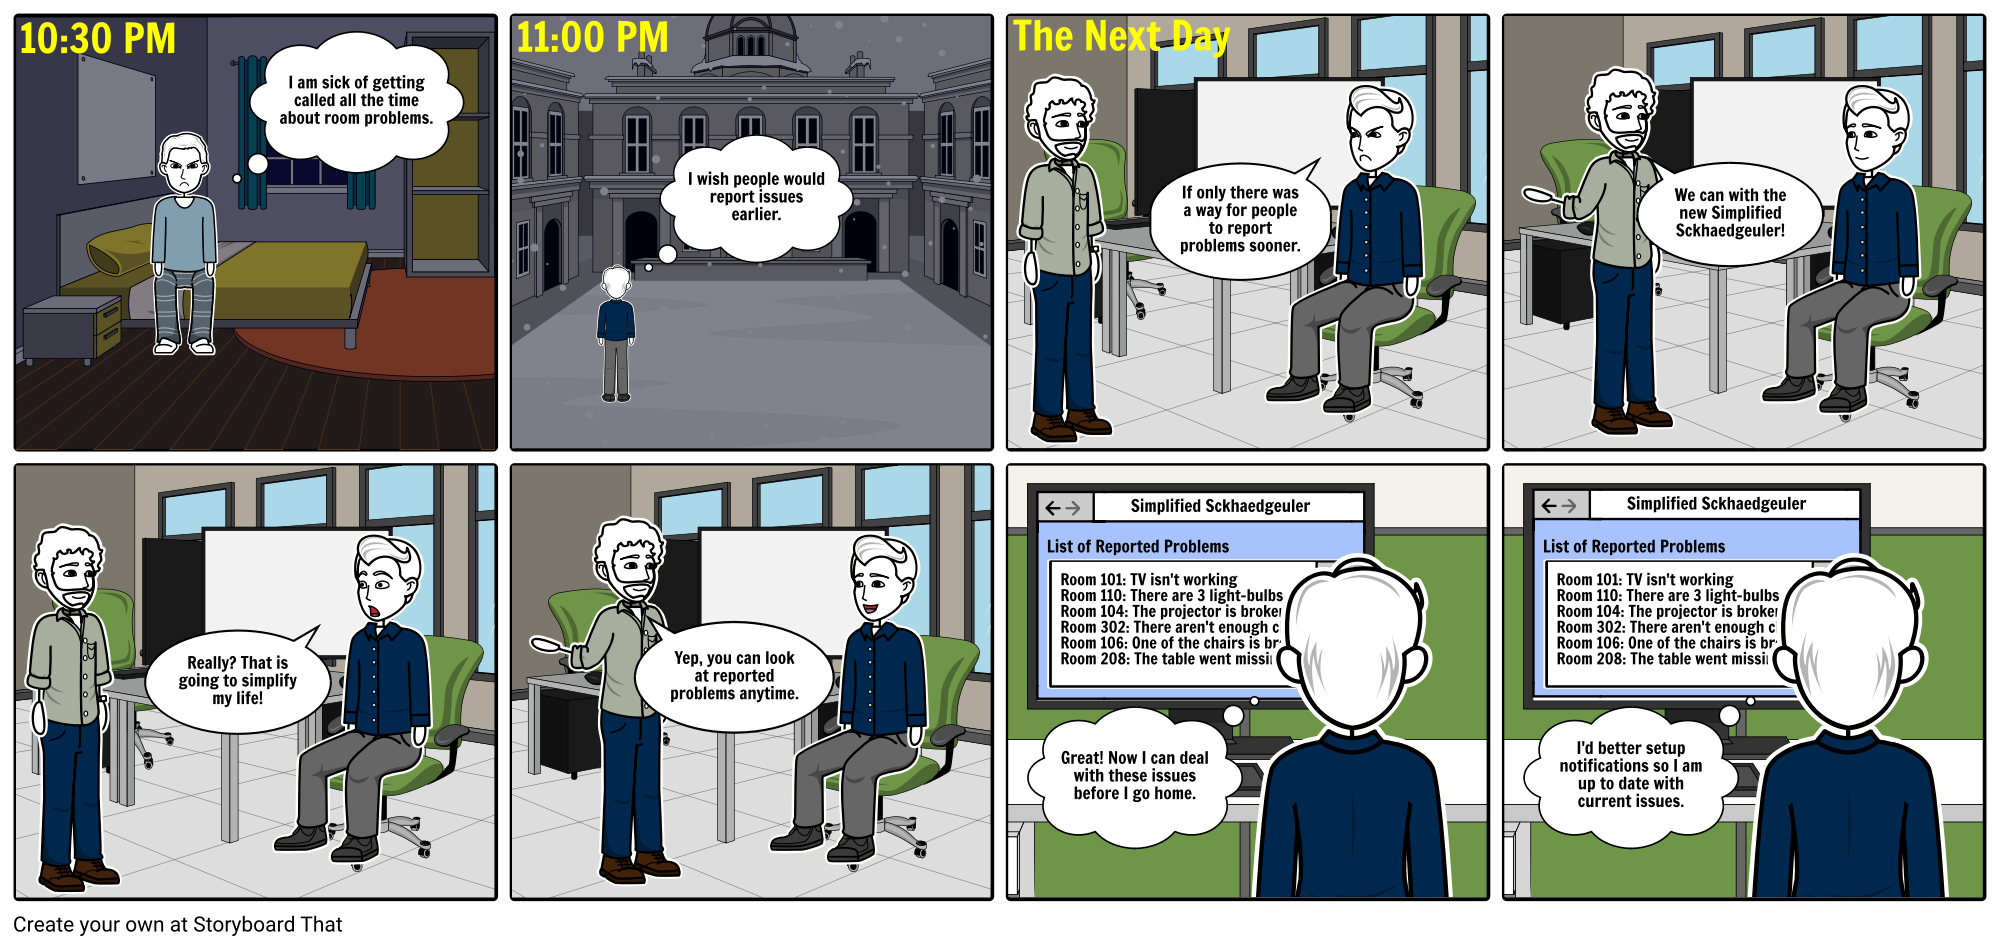 10:30 PM
I am sick of getting
called all the time
about room problems.
11:00 PM
I wish people would
report issues
earlier.
The Next Day
If only there was
a way for people
to report
problems sooner.
We can with the
new Simplified
Sckhaedgeuler!
Really? That is
going to simplify
my life!
Yep, you can look
at reported
problems anytime.
Simplified Sckhaedgeuler
List of Reported Problems
Room 101: TV isn't working
Room 110: There are 3 light-bulbs
Room 104: The projector is broke
Room 302: There aren't enough c
Room 106: One of the chairs is br
Room 208: The table went missi
Great! Now I can deal
with these issues
before I go home.
Simplified Sckhaedgeuler
List of Reported Problems
Room 101: TV isn't working
Room 110: There are 3 light-bulbs
Room 104: The projector is broke
Room 302: There aren't enough c
Room 106: One of the chairs is br
Room 208: The table went missi
I'd better setup
notifications so I am
up to date with
current issues.
Create your own at Storyboard That